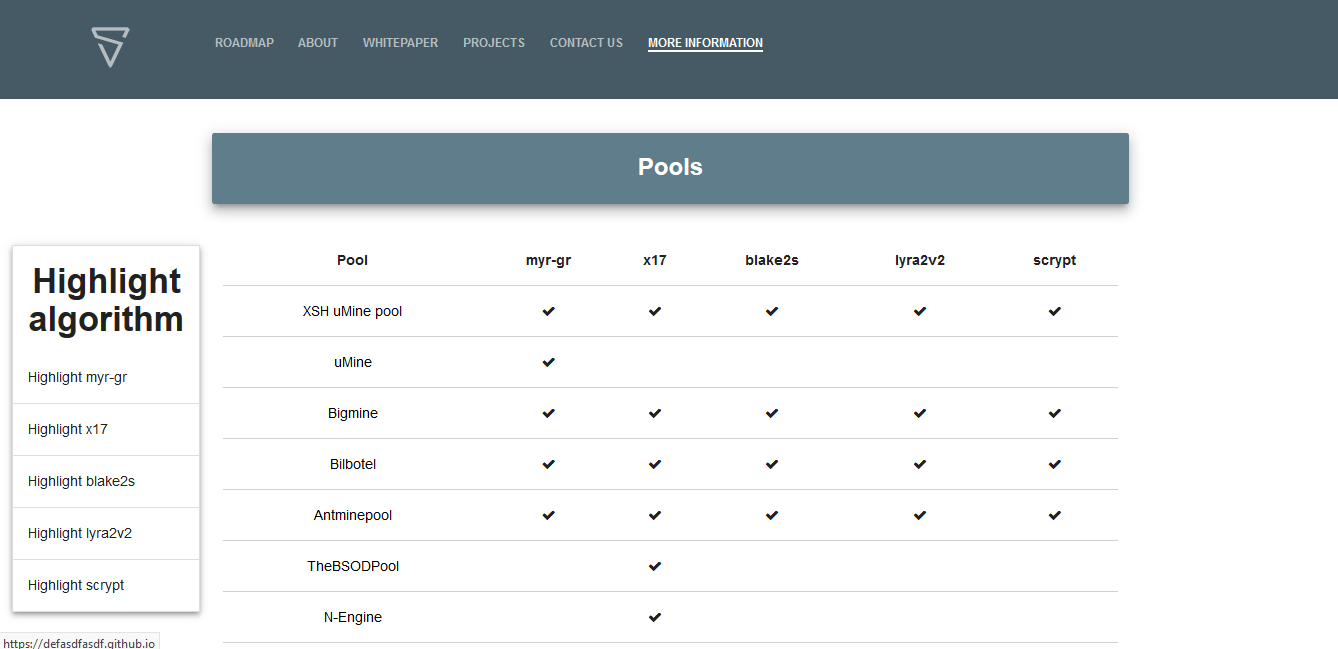 ROADMAP ABOUT WHITEPAPER PROJECTS CONTACT US MORE INFORMATION
Pools
Highlight
algorithm
Highlight myr-gr
Highlight x17
Highlight blake2s
Highlight lyra2v2
Highlight scrypt
Pool myr-gr x17 blake2s lyra2v2 scrypt
XSH uMine pool ✔ ✔ ✔ ✔ ✔
uMine ✔
Bigmine ✔ ✔ ✔ ✔ ✔
Bilbotel ✔ ✔ ✔ ✔ ✔
Antminepool ✔ ✔ ✔ ✔ ✔
TheBSODPool ✔
N-Engine ✔
https://defasdfasdf.github.io